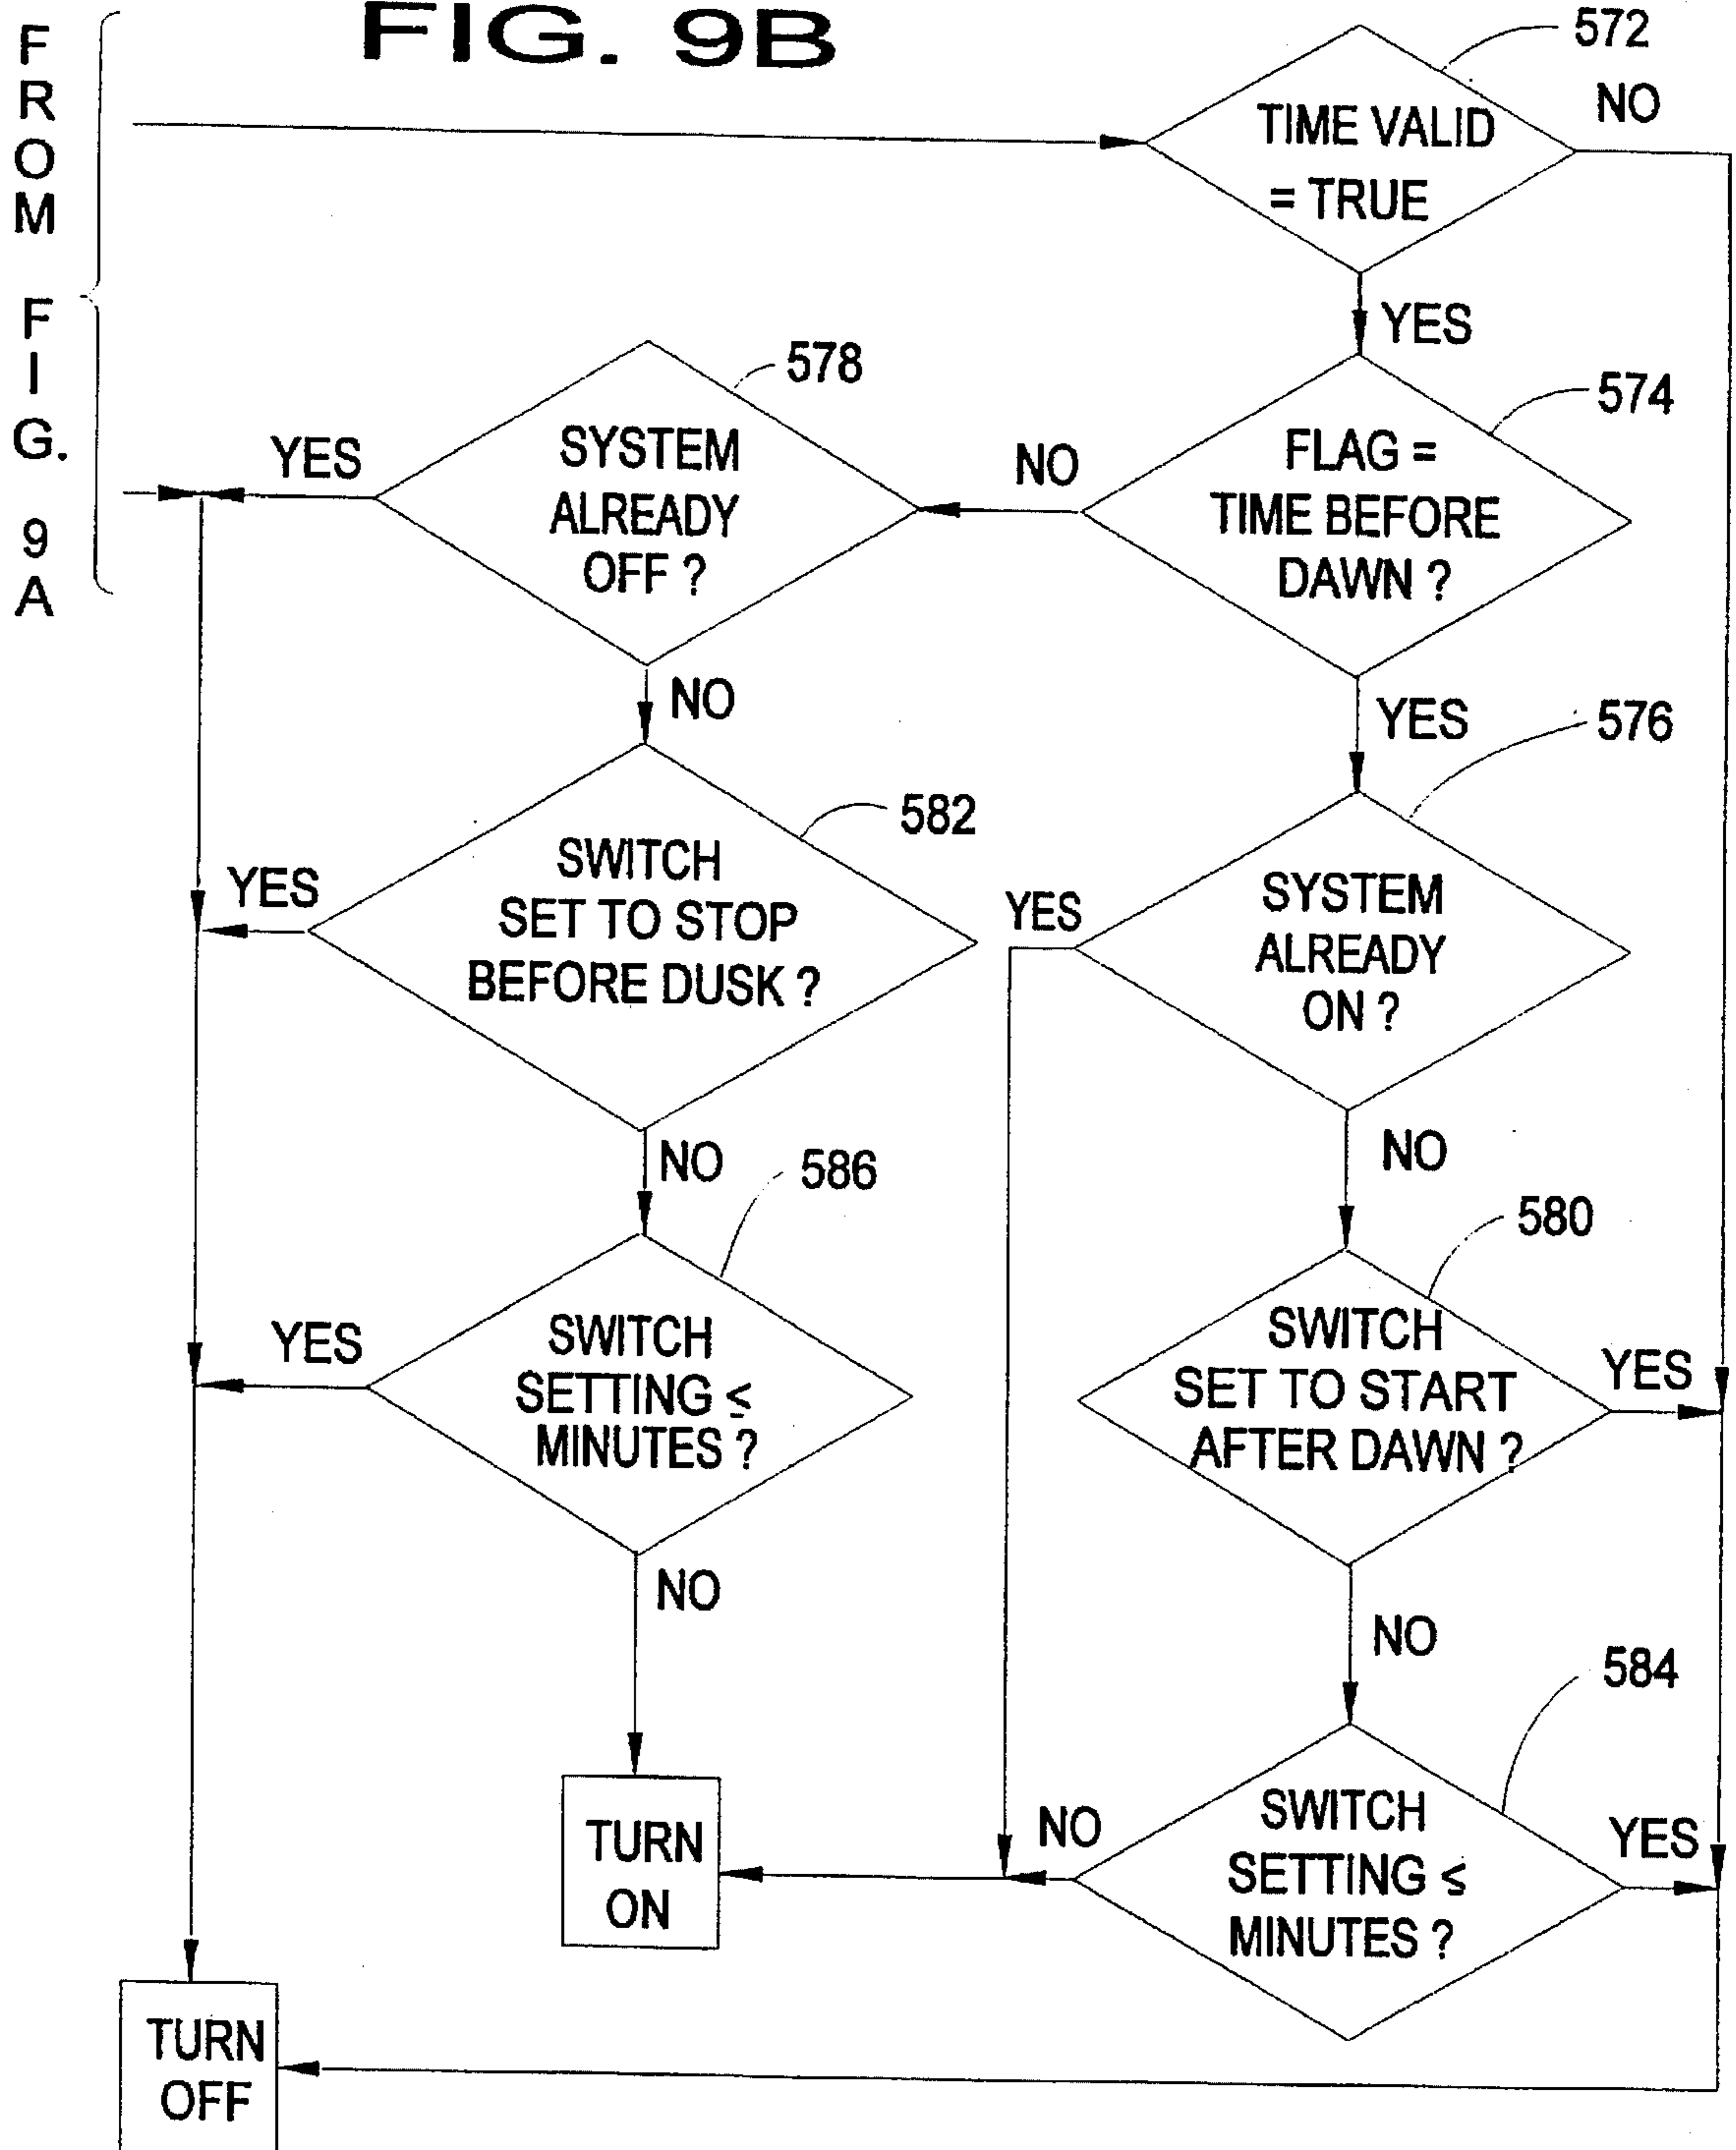 FIG. 9B
FROM FIG. 9A
572
TIME VALID
= TRUE
NO
YES
574
FLAG =
TIME BEFORE
DAWN ?
NO
YES
578
SYSTEM
ALREADY
OFF ?
YES
NO
576
SYSTEM
ALREADY
ON ?
YES
NO
582
SWITCH
SET TO STOP
BEFORE DUSK ?
YES
NO
580
SWITCH
SET TO START
AFTER DAWN ?
YES
NO
586
SWITCH
SETTING ≤
MINUTES ?
YES
NO
584
SWITCH
SETTING ≤
MINUTES ?
NO
YES
TURN
ON
TURN
OFF